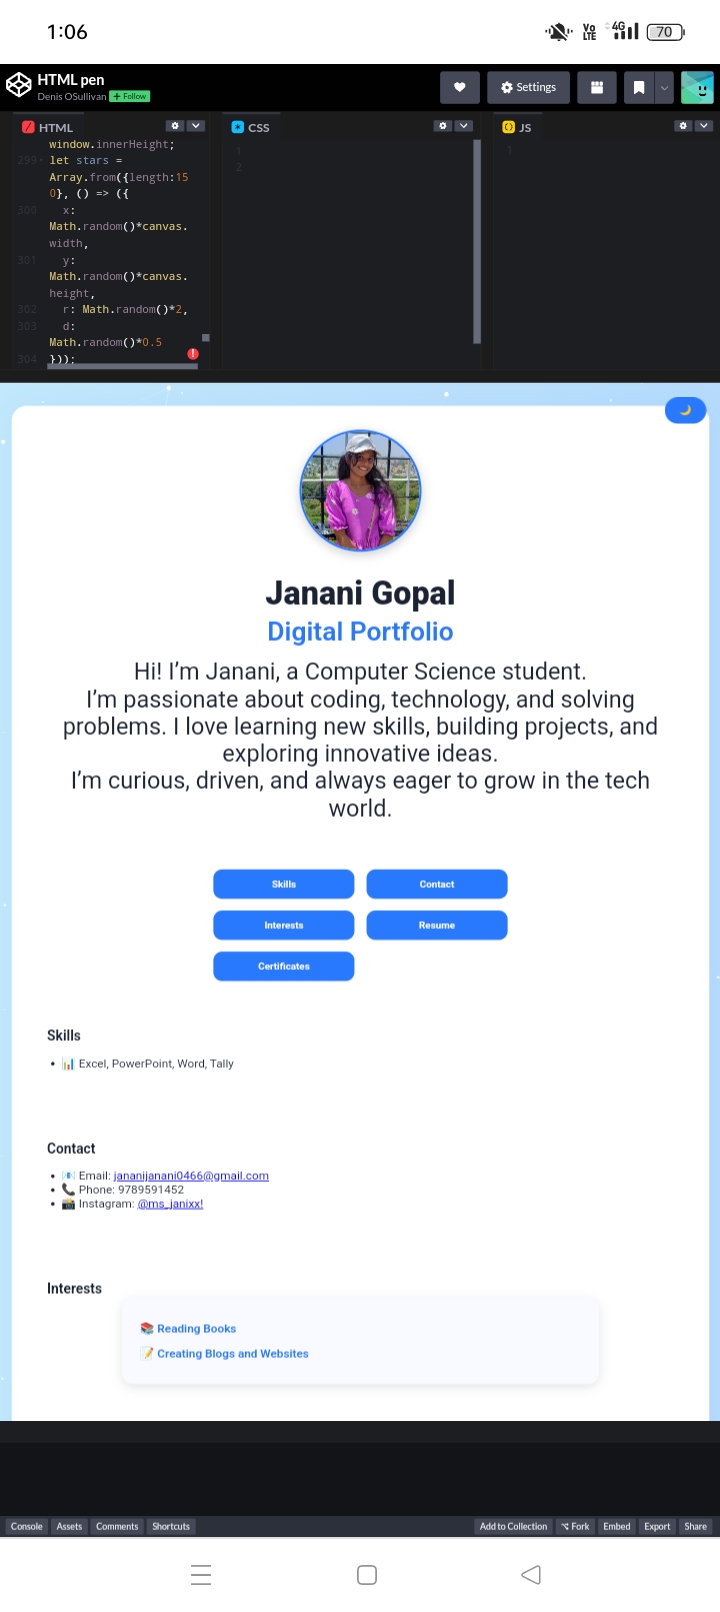 1:06
Vo
LTE
4G
70
HTML pen
Denis OSullivan + Follow
Settings
HTML
window.innerHeight;
299 let stars =
Array.from({length:15
0}, () => ({
300 x:
Math.random()*canvas.
width,
301 y:
Math.random()*canvas.
height,
302 r: Math.random()*2,
303 d:
Math.random()*0.5
304 }));
CSS
1
2
JS
1
Janani Gopal
Digital Portfolio
Hi! I’m Janani, a Computer Science student.
I’m passionate about coding, technology, and solving
problems. I love learning new skills, building projects, and
exploring innovative ideas.
I’m curious, driven, and always eager to grow in the tech
world.
Skills Contact
Interests Resume
Certificates
Skills
• 📊 Excel, PowerPoint, Word, Tally
Contact
• 📧 Email: jananijanani0466@gmail.com
• 📞 Phone: 9789591452
• 📸 Instagram: @ms_janixx!
Interests
📚 Reading Books
📝 Creating Blogs and Websites
Console Assets Comments Shortcuts Add to Collection Fork Embed Export Share